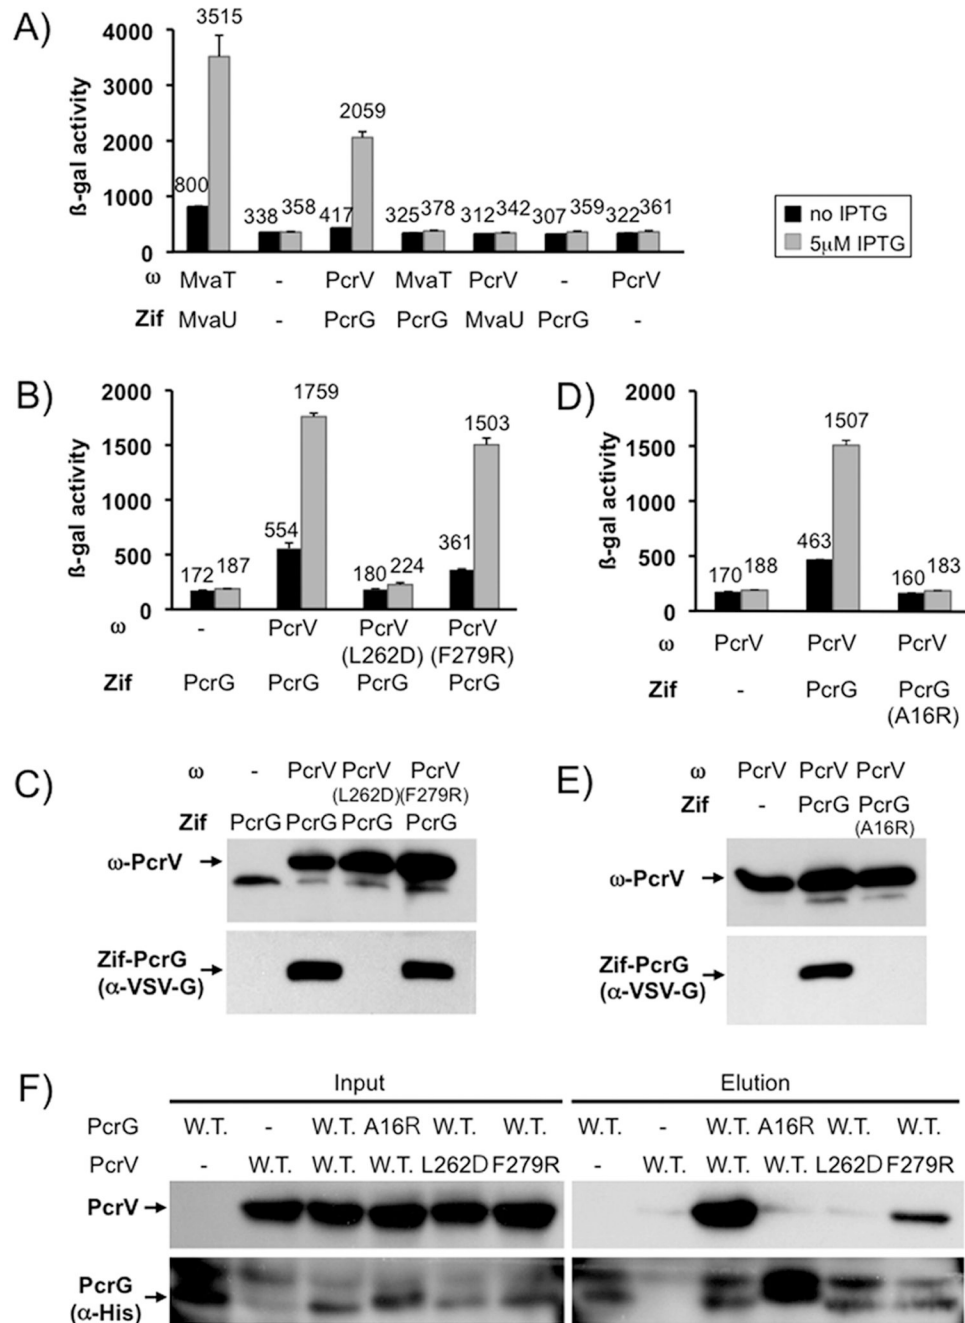 A)
3515
4000
3000
2000
1000
0
ß-gal activity
800
338 358
417
2059
325 378
312 342
307 359
322 361
no IPTG
5µM IPTG
ω MvaT - PcrV MvaT PcrV - PcrV
Zif MvaU - PcrG PcrG MvaU PcrG -
B)
2000
1500
1000
500
0
ß-gal activity
172 187
554
1759
180 224
361
1503
ω - PcrV PcrV PcrV
(L262D) (F279R)
Zif PcrG PcrG PcrG PcrG
D)
2000
1500
1000
500
0
ß-gal activity
170 188
463
1507
160 183
ω PcrV PcrV PcrV
Zif - PcrG PcrG
(A16R)
C)
ω - PcrV PcrV PcrV
(L262D)(F279R)
Zif PcrG PcrG PcrG PcrG
ω-PcrV
Zif-PcrG
(α-VSV-G)
E)
ω PcrV PcrV PcrV
Zif - PcrG PcrG
(A16R)
ω-PcrV
Zif-PcrG
(α-VSV-G)
F)
Input Elution
PcrG W.T. - W.T. A16R W.T. W.T. W.T. - W.T. A16R W.T. W.T.
PcrV - W.T. W.T. W.T. L262D F279R - W.T. W.T. W.T. L262D F279R
PcrV
PcrG
(α-His)